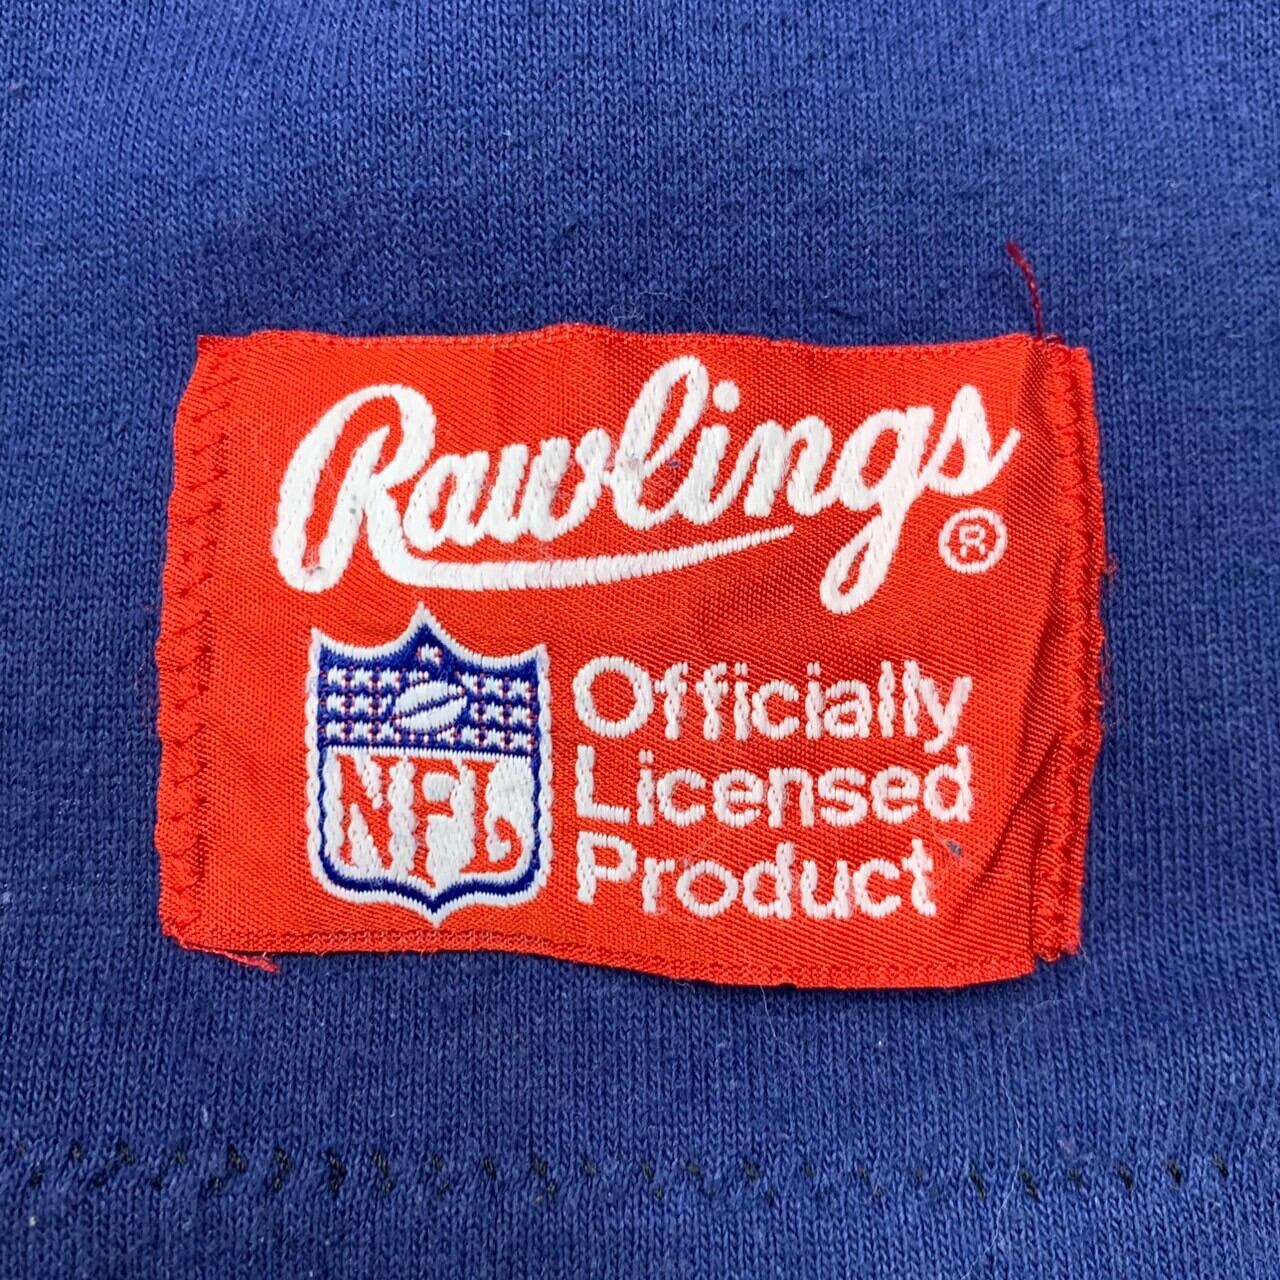 Rawlings
®
NFL
Officially
Licensed
Product